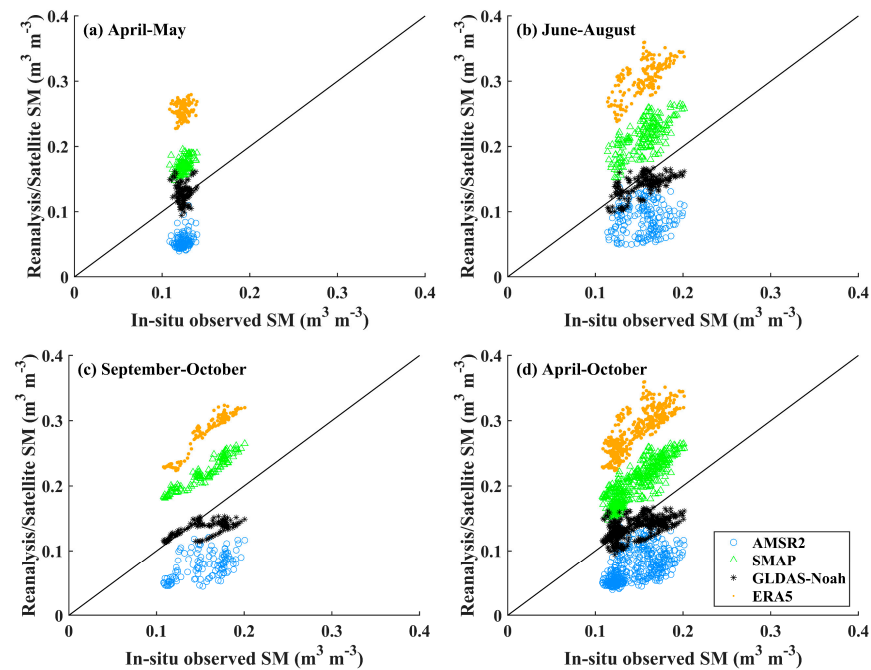 (a) April-May
Reanalysis/Satellite SM (m³ m⁻³)
0.4
0.3
0.2
0.1
0
0
0.1
0.2
0.3
0.4
In-situ observed SM (m³ m⁻³)
(b) June-August
Reanalysis/Satellite SM (m³ m⁻³)
0.4
0.3
0.2
0.1
0
0
0.1
0.2
0.3
0.4
In-situ observed SM (m³ m⁻³)
(c) September-October
Reanalysis/Satellite SM (m³ m⁻³)
0.4
0.3
0.2
0.1
0
0
0.1
0.2
0.3
0.4
In-situ observed SM (m³ m⁻³)
(d) April-October
Reanalysis/Satellite SM (m³ m⁻³)
0.4
0.3
0.2
0.1
0
0
0.1
0.2
0.3
0.4
In-situ observed SM (m³ m⁻³)
AMSR2
SMAP
GLDAS-Noah
ERA5